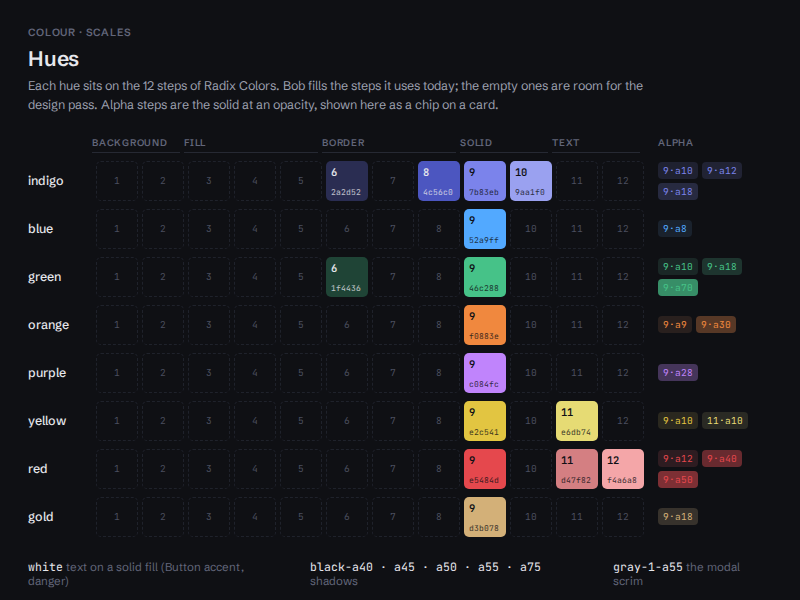 COLOUR · SCALES
Hues
Each hue sits on the 12 steps of Radix Colors. Bob fills the steps it uses today; the empty ones are room for the
design pass. Alpha steps are the solid at an opacity, shown here as a chip on a card.
BACKGROUND FILL BORDER SOLID TEXT ALPHA
indigo 1 2 3 4 5 6 2a2d52 7 8 4c56c0 9 7b83eb 10 9aa1f0 11 12 9·a10 9·a12
9·a18
blue 1 2 3 4 5 6 7 8 9 52a9ff 10 11 12 9·a8
green 1 2 3 4 5 6 1f4436 7 8 9 46c288 10 11 12 9·a10 9·a18
9·a70
orange 1 2 3 4 5 6 7 8 9 f0883e 10 11 12 9·a9 9·a30
purple 1 2 3 4 5 6 7 8 9 c084fc 10 11 12 9·a28
yellow 1 2 3 4 5 6 7 8 9 e2c541 10 11 e6db74 12 9·a10 11·a10
red 1 2 3 4 5 6 7 8 9 e5484d 10 11 d47f82 12 f4a6a8 9·a12 9·a40
9·a50
gold 1 2 3 4 5 6 7 8 9 d3b078 10 11 12 9·a18
white text on a solid fill (Button accent,
danger)
black-a40 · a45 · a50 · a55 · a75
shadows
gray-1-a55 the modal
scrim